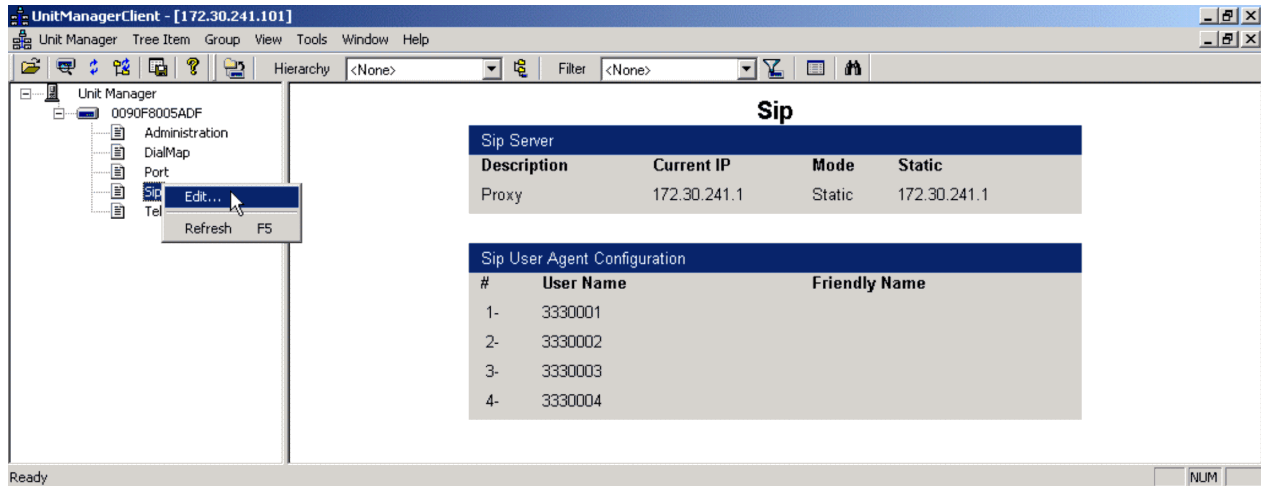 UnitManagerClient - [172.30.241.101]
Unit Manager Tree Item Group View Tools Window Help
Hierarchy <None> Filter <None>
Unit Manager
0090F8005ADF
Administration
DialMap
Port
Sip
Tel
Edit...
Refresh F5
Sip
Sip Server
Description Current IP Mode Static
Proxy 172.30.241.1 Static 172.30.241.1
Sip User Agent Configuration
# User Name Friendly Name
1- 3330001
2- 3330002
3- 3330003
4- 3330004
Ready NUM